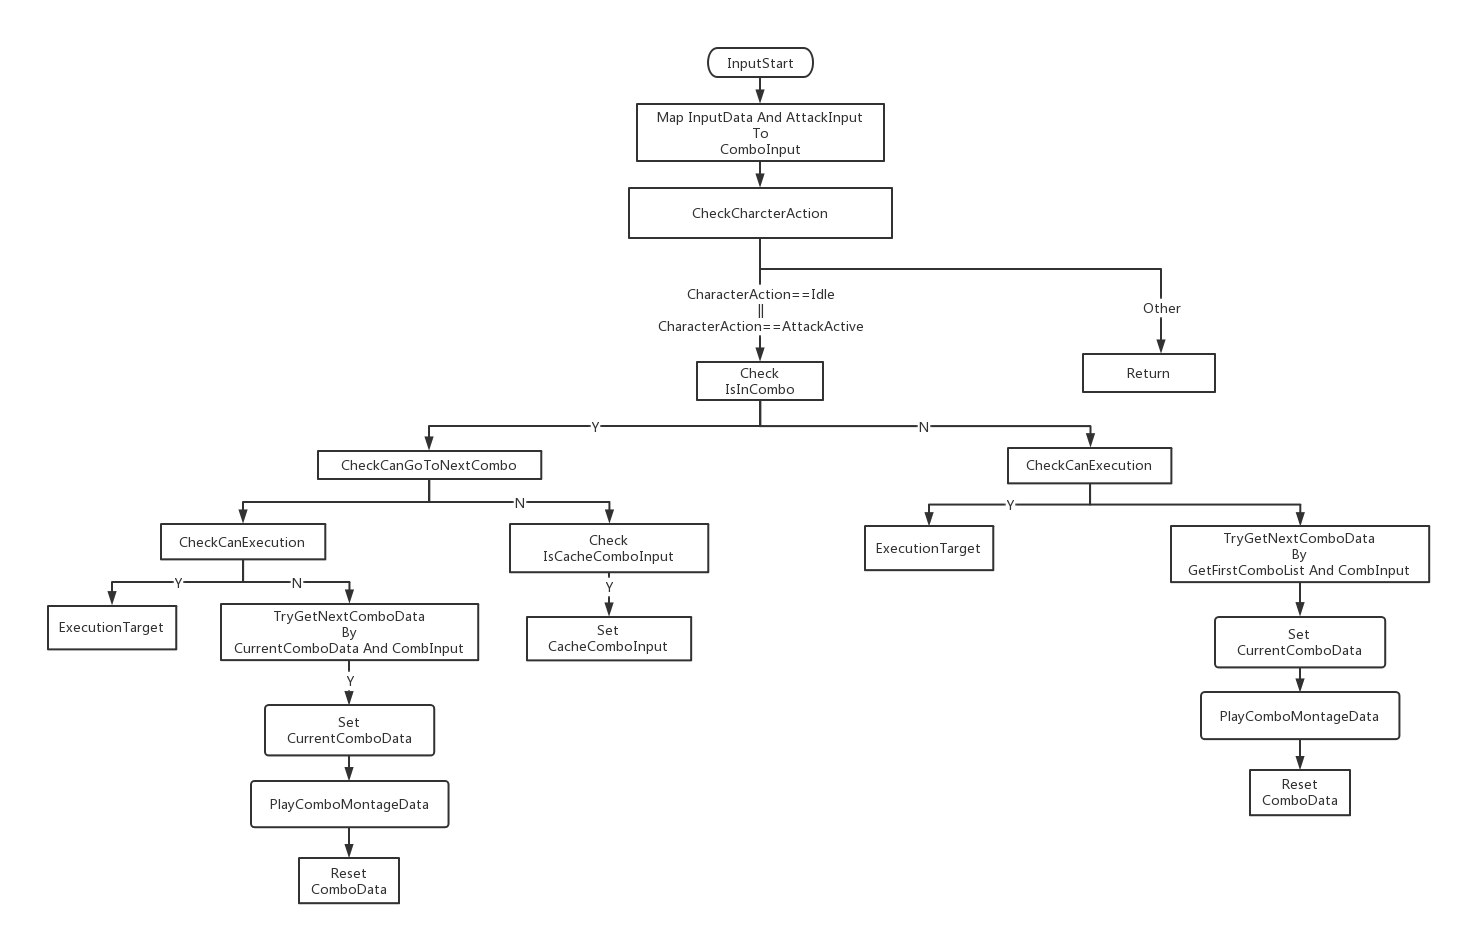 InputStart
Map InputData And AttackInput
To
ComboInput
CheckCharcterAction
CharacterAction==Idle
||
CharacterAction==AttackActive
Other
Check
IsInCombo
Return
Y
N
CheckCanGoToNextCombo
CheckCanExecution
N
Y
CheckCanExecution
Check
IsCacheComboInput
ExecutionTarget
TryGetNextComboData
By
GetFirstComboList And CombInput
Y
N
Y
ExecutionTarget
TryGetNextComboData
By
CurrentComboData And CombInput
Set
CacheComboInput
Set
CurrentComboData
Y
Set
CurrentComboData
PlayComboMontageData
PlayComboMontageData
Reset
ComboData
Reset
ComboData